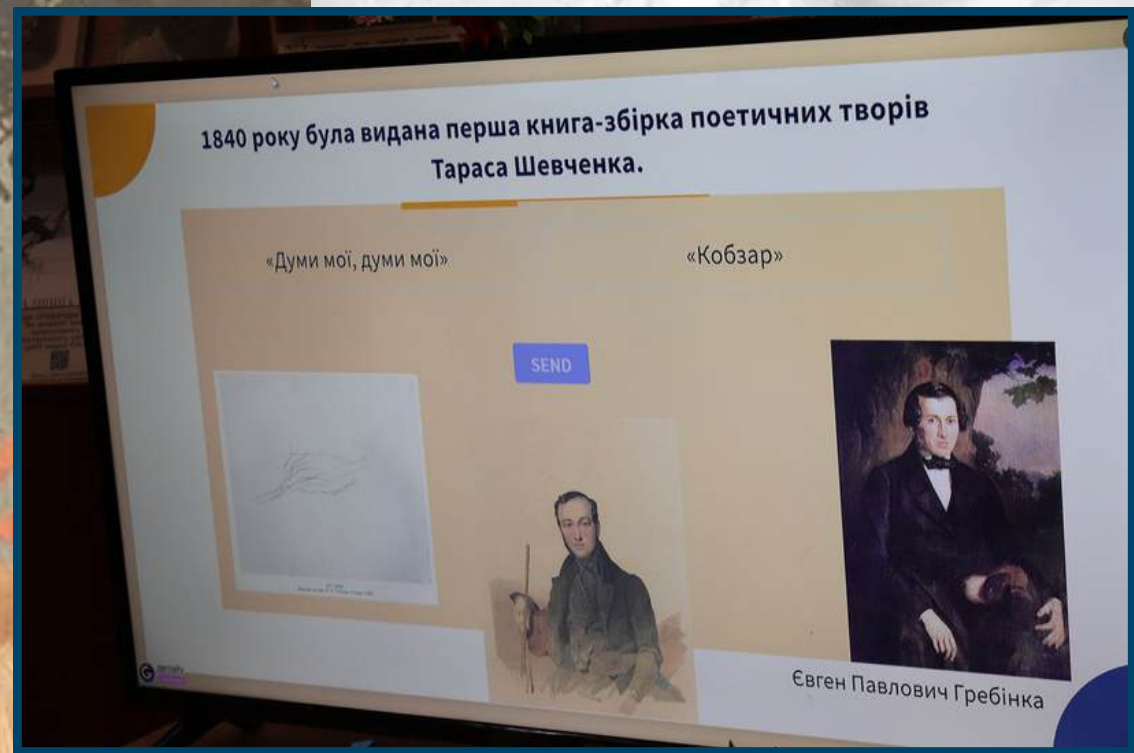 1840 року була видана перша книга-збірка поетичних творів
Тараса Шевченка.
«Думи мої, думи мої»
«Кобзар»
SEND
Євген Павлович Гребінка
genially